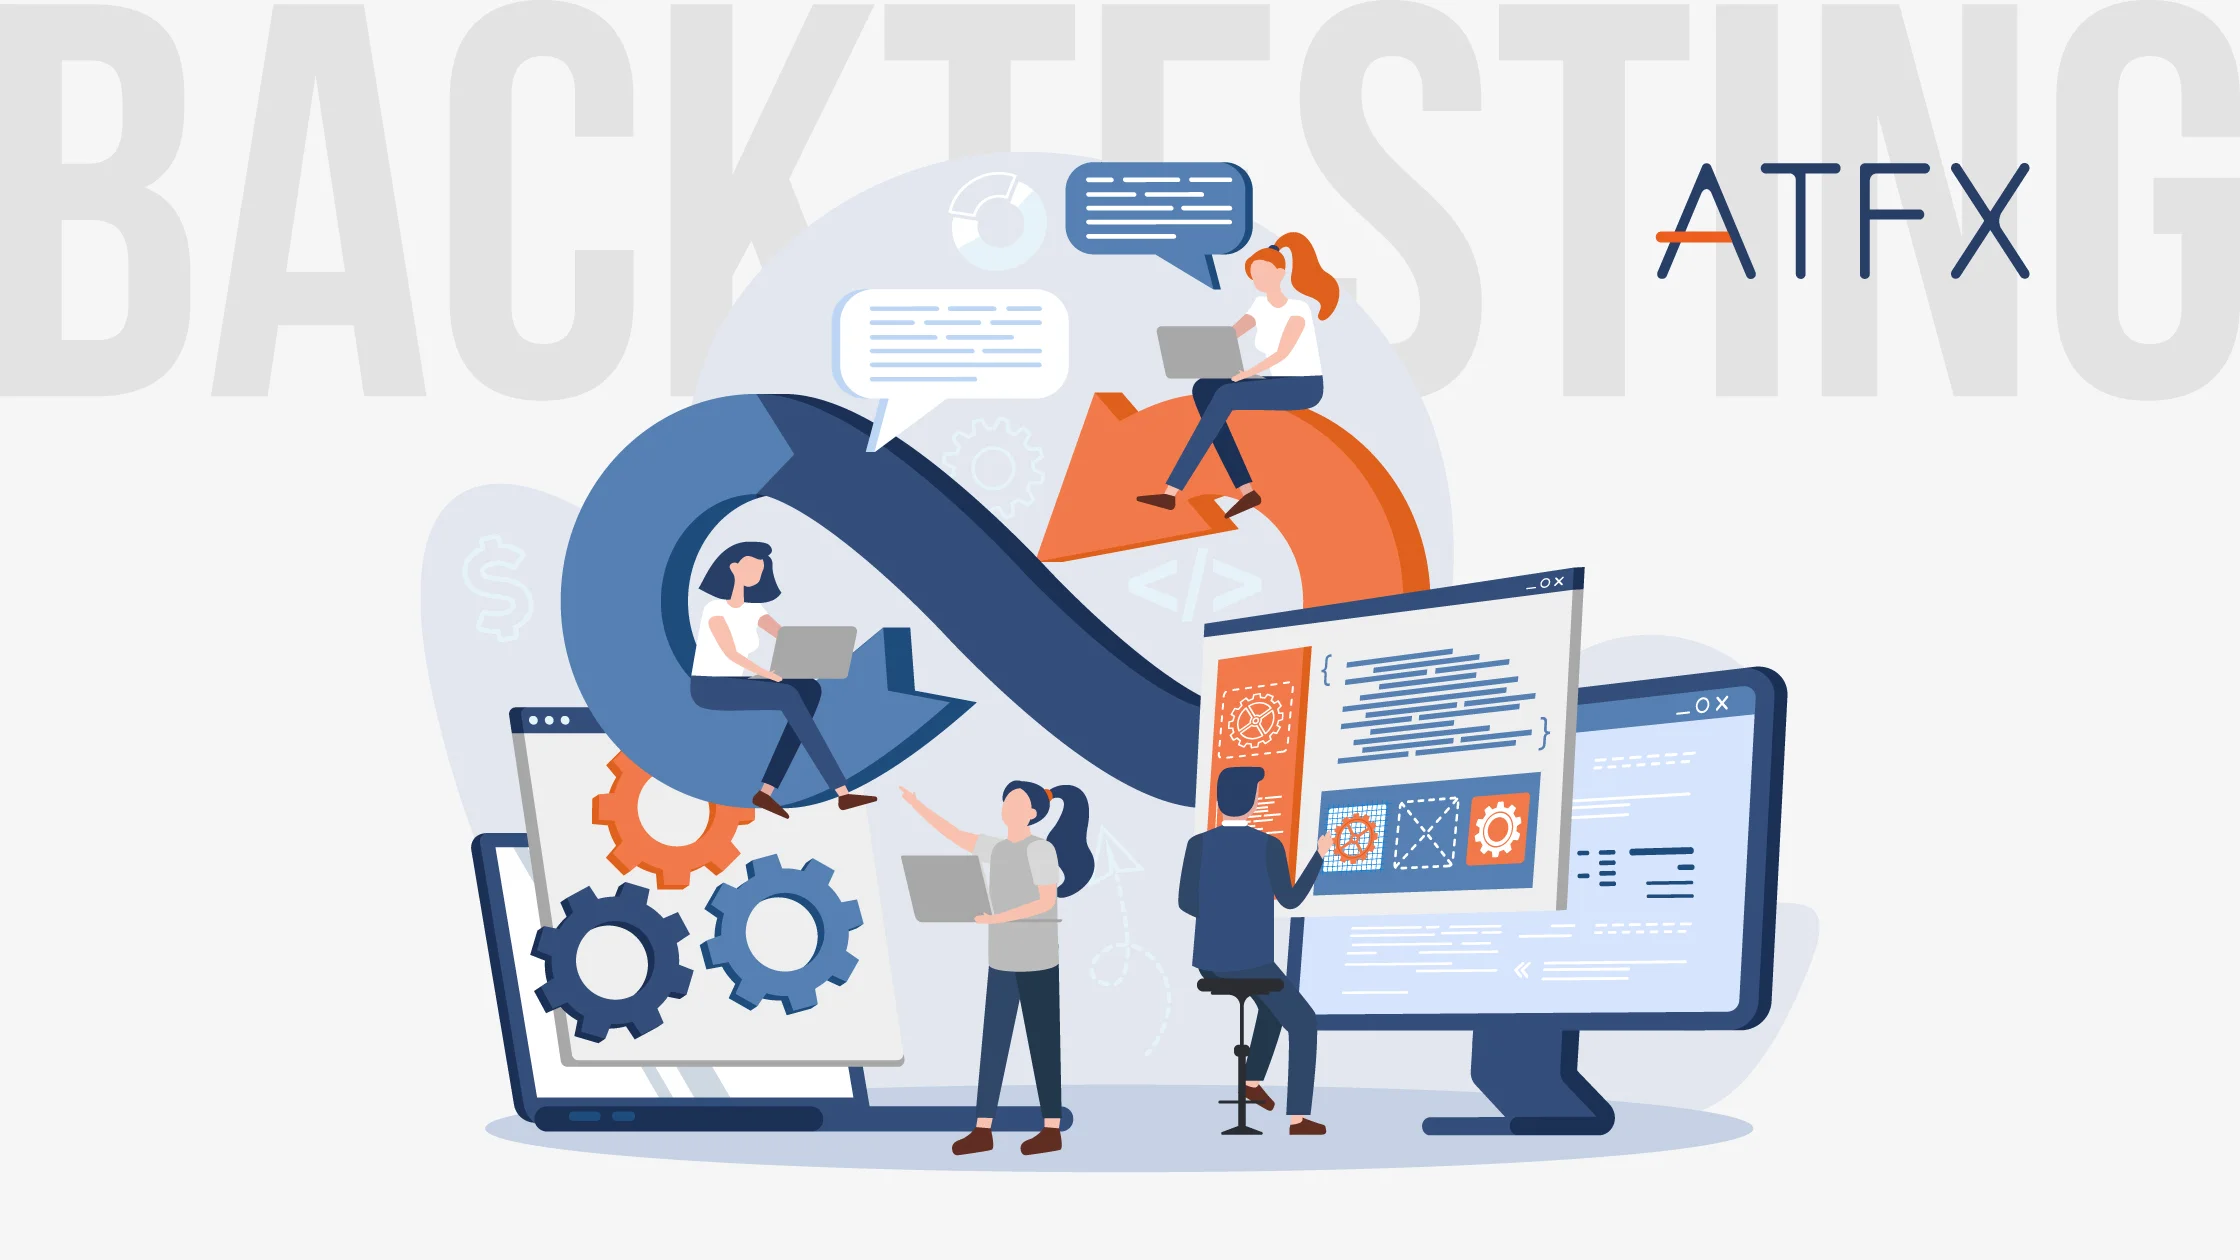 BACKTESTING
ATFX
$
</>
{
}